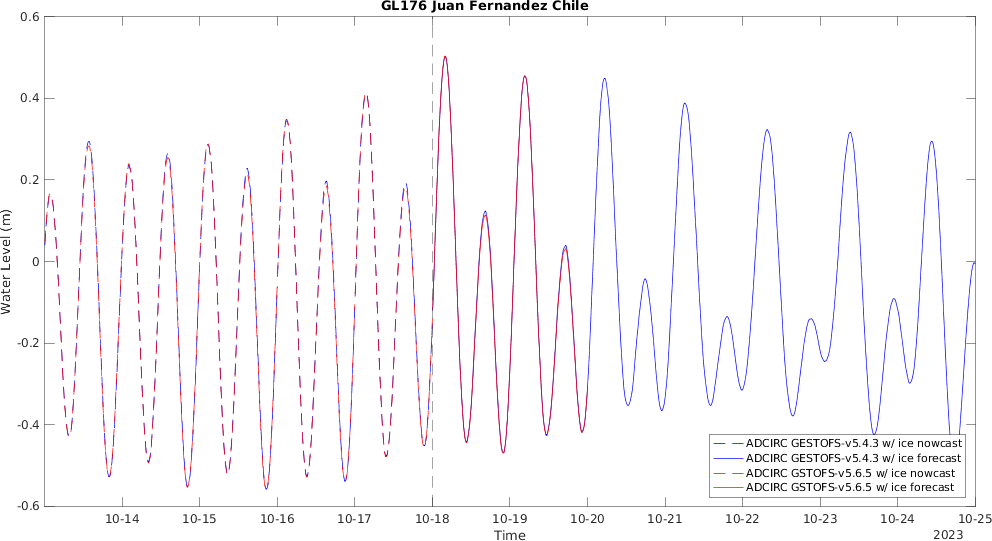 GL176 Juan Fernandez Chile
0.6
0.4
0.2
0
-0.2
-0.4
-0.6
Water Level (m)
ADCIRC GESTOFS-v5.4.3 w/ ice nowcast
ADCIRC GESTOFS-v5.4.3 w/ ice forecast
ADCIRC GSTOFS-v5.6.5 w/ ice nowcast
ADCIRC GSTOFS-v5.6.5 w/ ice forecast
10-14 10-15 10-16 10-17 10-18 10-19 10-20 10-21 10-22 10-23 10-24 10-25
Time
2023